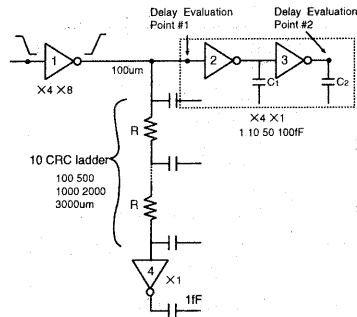 Delay Evaluation
Point #1
Delay Evaluation
Point #2
1
2
3
100um
C1
C2
×4 ×8
×4 ×1
1 10 50 100fF
R
10 CRC ladder
100 500
1000 2000
3000um
R
4
×1
1fF